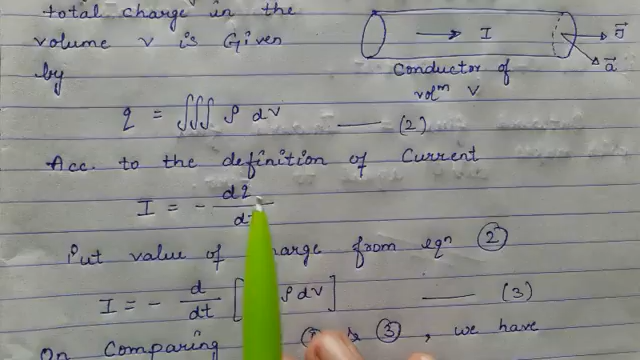 total charge in the
volume v is Given
by
I
J
a
Conductor of
volm V
q = ∭ ρ dv —— (2)
Acc. to the definition of Current
I = - dq
Put value of charge from eqn (2)
I = - d/dt [ ρ dv ] —— (3)
On Comparing & (3), we have